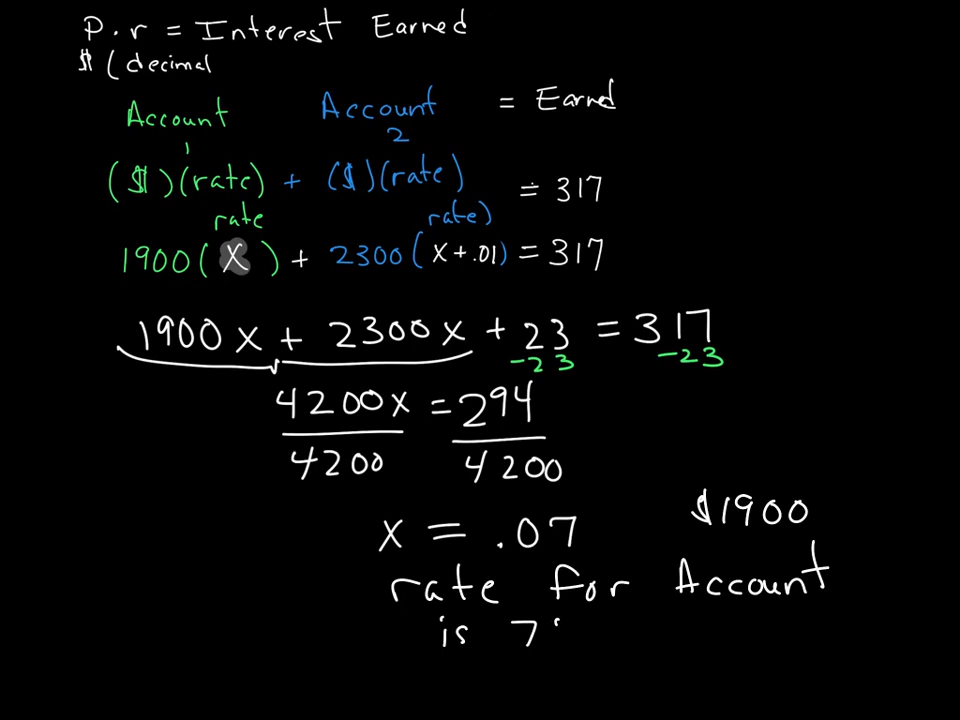 P · r = Interest Earned
$ (decimal
Account 1 Account 2 = Earned
($)(rate) + ($)(rate) = 317
rate rate)
1900( X ) + 2300( X + .01) = 317
1900x + 2300x + 23 = 317
-23 -23
4200x = 294
4200 4200
x = .07 $1900
rate for Account
is 7